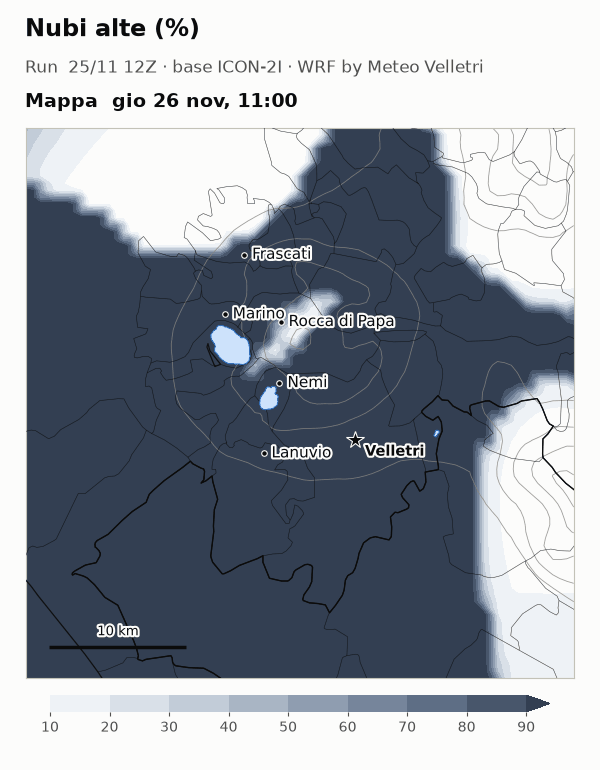 Nubi alte (%)
Run  25/11 12Z · base ICON-2I · WRF by Meteo Velletri
Mappa  gio 26 nov, 11:00
Frascati
Marino
Rocca di Papa
Nemi
Velletri
Lanuvio
10 km
10 20 30 40 50 60 70 80 90